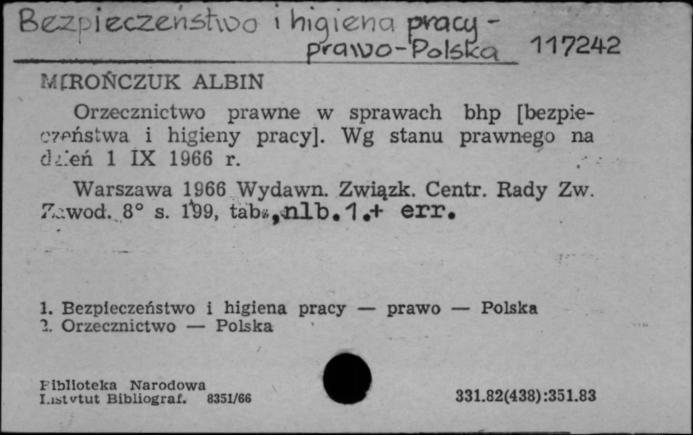 Bezpieczeństwo i higiena pracy -
prawo - Polska 117242
MIROŃCZUK ALBIN
Orzecznictwo prawne w sprawach bhp [bezpie-
czeństwa i higieny pracy]. Wg stanu prawnego na
dzień 1 IX 1966 r.
Warszawa 1966 Wydawn. Związk. Centr. Rady Zw.
Zawod. 8° s. 199, tab., nlb. 1. + err.
1. Bezpieczeństwo i higiena pracy — prawo — Polska
2. Orzecznictwo — Polska
Biblioteka Narodowa
Instytut Bibliograf. 8351/66
331.82(438):351.83